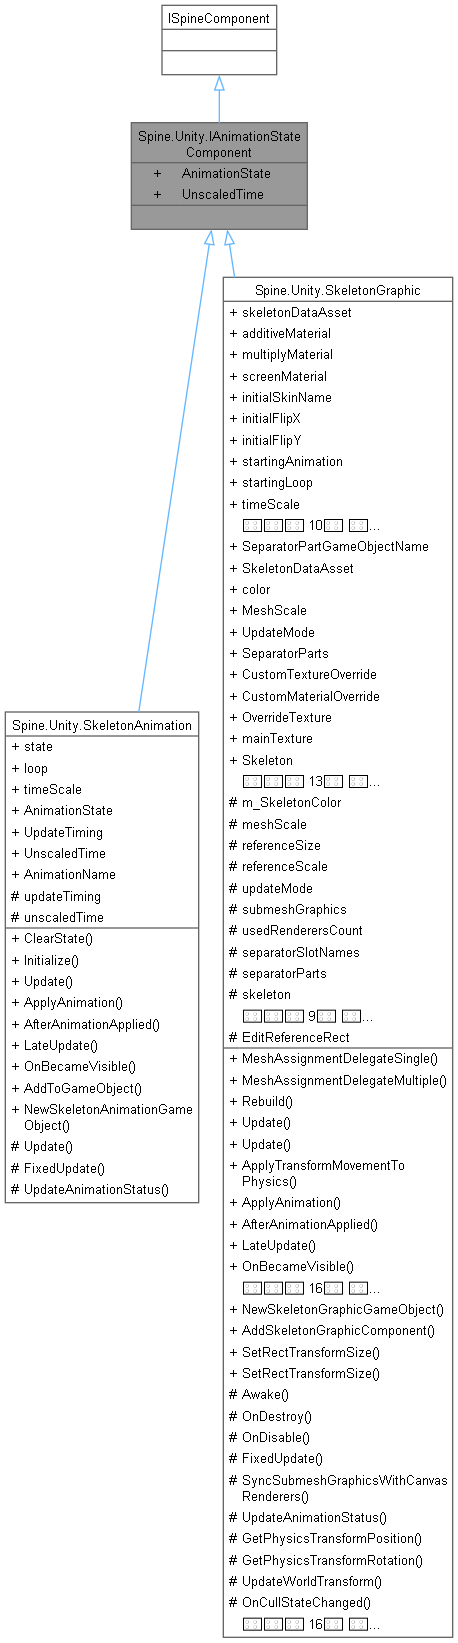 ISpineComponent
Spine.Unity.IAnimationState
Component
+ AnimationState
+ UnscaledTime
Spine.Unity.SkeletonGraphic
+ skeletonDataAsset
+ additiveMaterial
+ multiplyMaterial
+ screenMaterial
+ initialSkinName
+ initialFlipX
+ initialFlipY
+ startingAnimation
+ startingLoop
+ timeScale
10 ...
+ SeparatorPartGameObjectName
+ SkeletonDataAsset
+ color
+ MeshScale
+ UpdateMode
+ SeparatorParts
+ CustomTextureOverride
+ CustomMaterialOverride
+ OverrideTexture
+ mainTexture
+ Skeleton
13 ...
# m_SkeletonColor
# meshScale
# referenceSize
# referenceScale
# updateMode
# submeshGraphics
# usedRenderersCount
# separatorSlotNames
# separatorParts
# skeleton
9 ...
# EditReferenceRect
+ MeshAssignmentDelegateSingle()
+ MeshAssignmentDelegateMultiple()
+ Rebuild()
+ Update()
+ Update()
+ ApplyTransformMovementTo
Physics()
+ ApplyAnimation()
+ AfterAnimationApplied()
+ LateUpdate()
+ OnBecameVisible()
16 ...
+ NewSkeletonGraphicGameObject()
+ AddSkeletonGraphicComponent()
+ SetRectTransformSize()
+ SetRectTransformSize()
# Awake()
# OnDestroy()
# OnDisable()
# FixedUpdate()
# SyncSubmeshGraphicsWithCanvas
Renderers()
# UpdateAnimationStatus()
# GetPhysicsTransformPosition()
# GetPhysicsTransformRotation()
# UpdateWorldTransform()
# OnCullStateChanged()
16 ...
Spine.Unity.SkeletonAnimation
+ state
+ loop
+ timeScale
+ AnimationState
+ UpdateTiming
+ UnscaledTime
+ AnimationName
# updateTiming
# unscaledTime
+ ClearState()
+ Initialize()
+ Update()
+ ApplyAnimation()
+ AfterAnimationApplied()
+ LateUpdate()
+ OnBecameVisible()
+ AddToGameObject()
+ NewSkeletonAnimationGame
Object()
# Update()
# FixedUpdate()
# UpdateAnimationStatus()